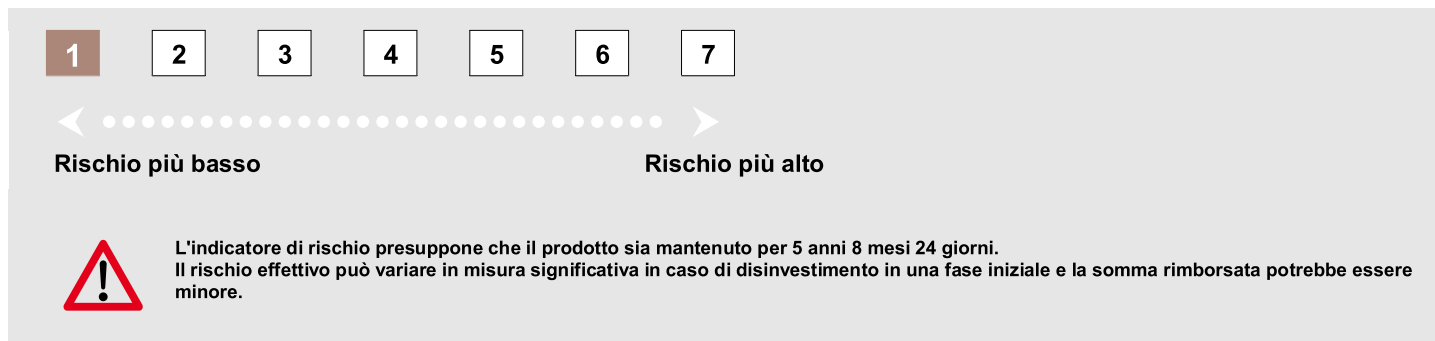 1 2 3 4 5 6 7
Rischio più basso Rischio più alto
L'indicatore di rischio presuppone che il prodotto sia mantenuto per 5 anni 8 mesi 24 giorni.
Il rischio effettivo può variare in misura significativa in caso di disinvestimento in una fase iniziale e la somma rimborsata potrebbe essere
minore.